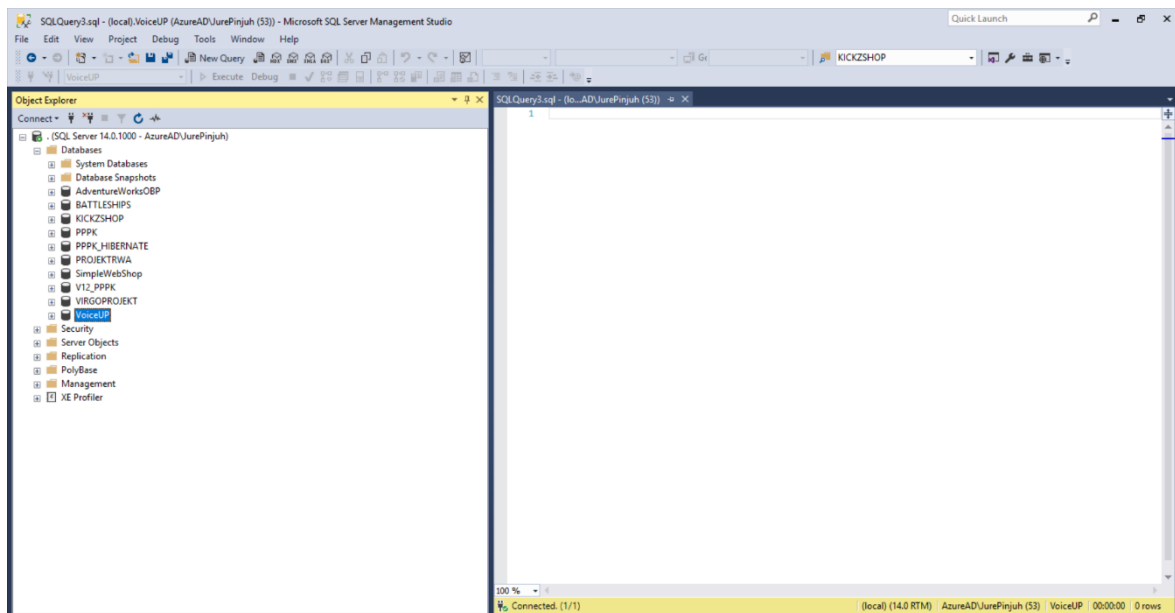 SQLQuery3.sql - (local).VoiceUP (AzureAD\JurePinjuh (53)) - Microsoft SQL Server Management Studio
Quick Launch
File Edit View Project Debug Tools Window Help
New Query
KICKZSHOP
VoiceUP
Execute Debug
Object Explorer
SQLQuery3.sql - (lo...AD\JurePinjuh (53))
Connect
1
. (SQL Server 14.0.1000 - AzureAD\JurePinjuh)
Databases
System Databases
Database Snapshots
AdventureWorksOBP
BATTLESHIPS
KICKZSHOP
PPPK
PPPK_HIBERNATE
PROJEKTRWA
SimpleWebShop
V12_PPPK
VIRGOPROJEKT
VoiceUP
Security
Server Objects
Replication
PolyBase
Management
XE Profiler
100 %
Connected. (1/1)
(local) (14.0 RTM) AzureAD\JurePinjuh (53) VoiceUP 00:00:00 0 rows